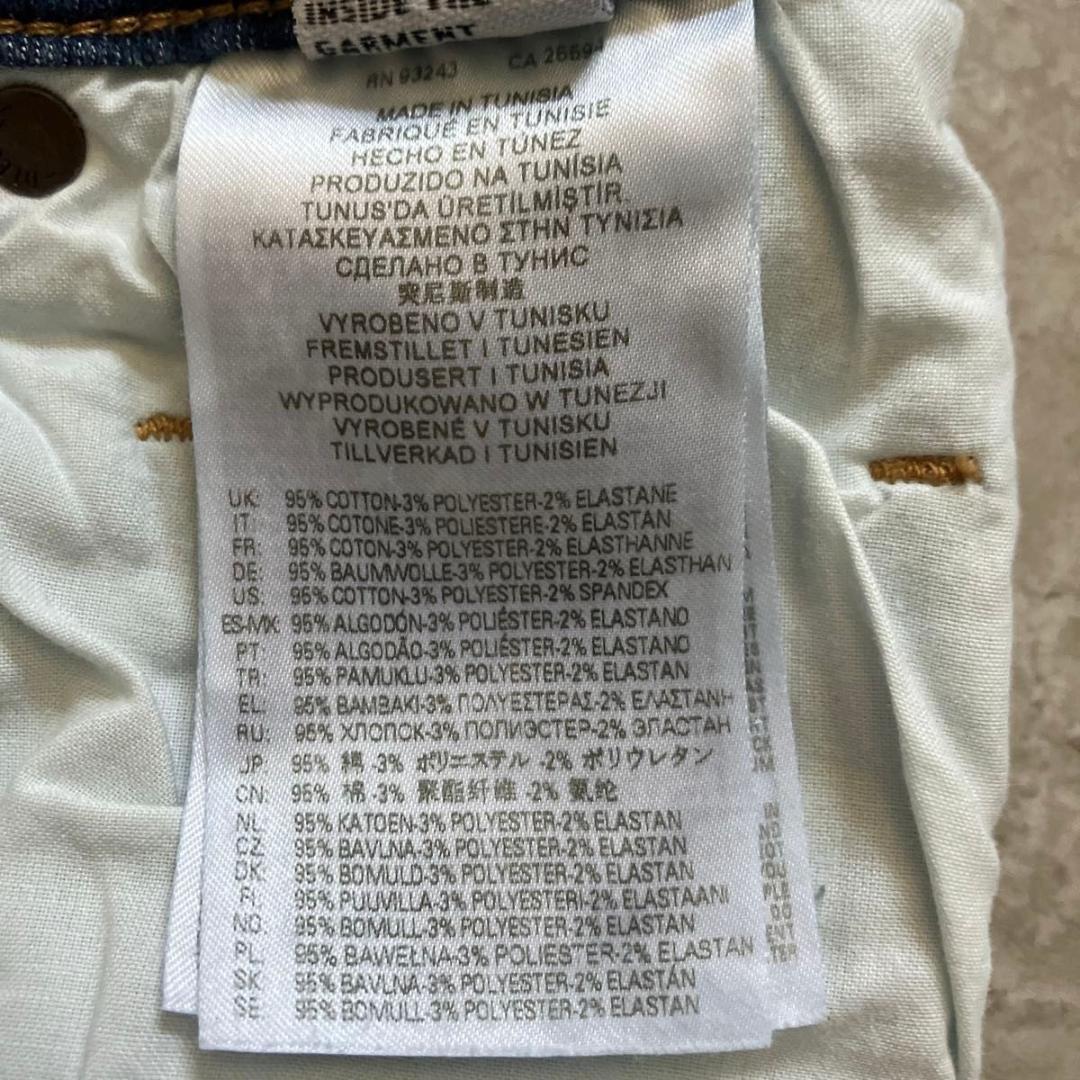 INSIDE THE
GARMENT
RN 93243 CA 26594
MADE IN TUNISIA
FABRIQUÉ EN TUNISIE
HECHO EN TÚNEZ
PRODUZIDO NA TUNÍSIA
TUNUS'DA ÜRETİLMİŞTİR
ΚΑΤΑΣΚΕΥΑΣΜΕΝΟ ΣΤΗΝ ΤΥΝΙΣΙΑ
СДЕЛАНО В ТУНИС
突尼斯制造
VYROBENO V TUNISKU
FREMSTILLET I TUNESIEN
PRODUSERT I TUNISIA
WYPRODUKOWANO W TUNEZJI
VYROBENÉ V TUNISKU
TILLVERKAD I TUNISIEN
UK: 95% COTTON-3% POLYESTER-2% ELASTANE
IT: 95% COTONE-3% POLIESTERE-2% ELASTAN
FR: 95% COTON-3% POLYESTER-2% ELASTHANNE
DE: 95% BAUMWOLLE-3% POLYESTER-2% ELASTHAN
US: 95% COTTON-3% POLYESTER-2% SPANDEX
ES-MX: 95% ALGODÓN-3% POLIÉSTER-2% ELASTANO
PT: 95% ALGODÃO-3% POLIÉSTER-2% ELASTANO
TR: 95% PAMUKLU-3% POLYESTER-2% ELASTAN
EL: 95% ΒΑΜΒΑΚΙ-3% ΠΟΛΥΕΣΤΕΡΑΣ-2% ΕΛΑΣΤΑΝΗ
RU: 95% ХЛОПОК-3% ПОЛИЭСТЕР-2% ЭЛАСТАН
JP: 95% 綿 -3% ポリエステル -2% ポリウレタン
CN: 95% 棉 -3% 聚酯纤维 -2% 氨纶
NL: 95% KATOEN-3% POLYESTER-2% ELASTAN
CZ: 95% BAVLNA-3% POLYESTER-2% ELASTAN
DK: 95% BOMULD-3% POLYESTER-2% ELASTAN
FI: 95% PUUVILLA-3% POLYESTERI-2% ELASTAANI
NO: 95% BOMULL-3% POLYESTER-2% ELASTAN
PL: 95% BAWEŁNA-3% POLIESTER-2% ELASTAN
SK: 95% BAVLNA-3% POLYESTER-2% ELASTÁN
SE: 95% BOMULL-3% POLYESTER-2% ELASTAN